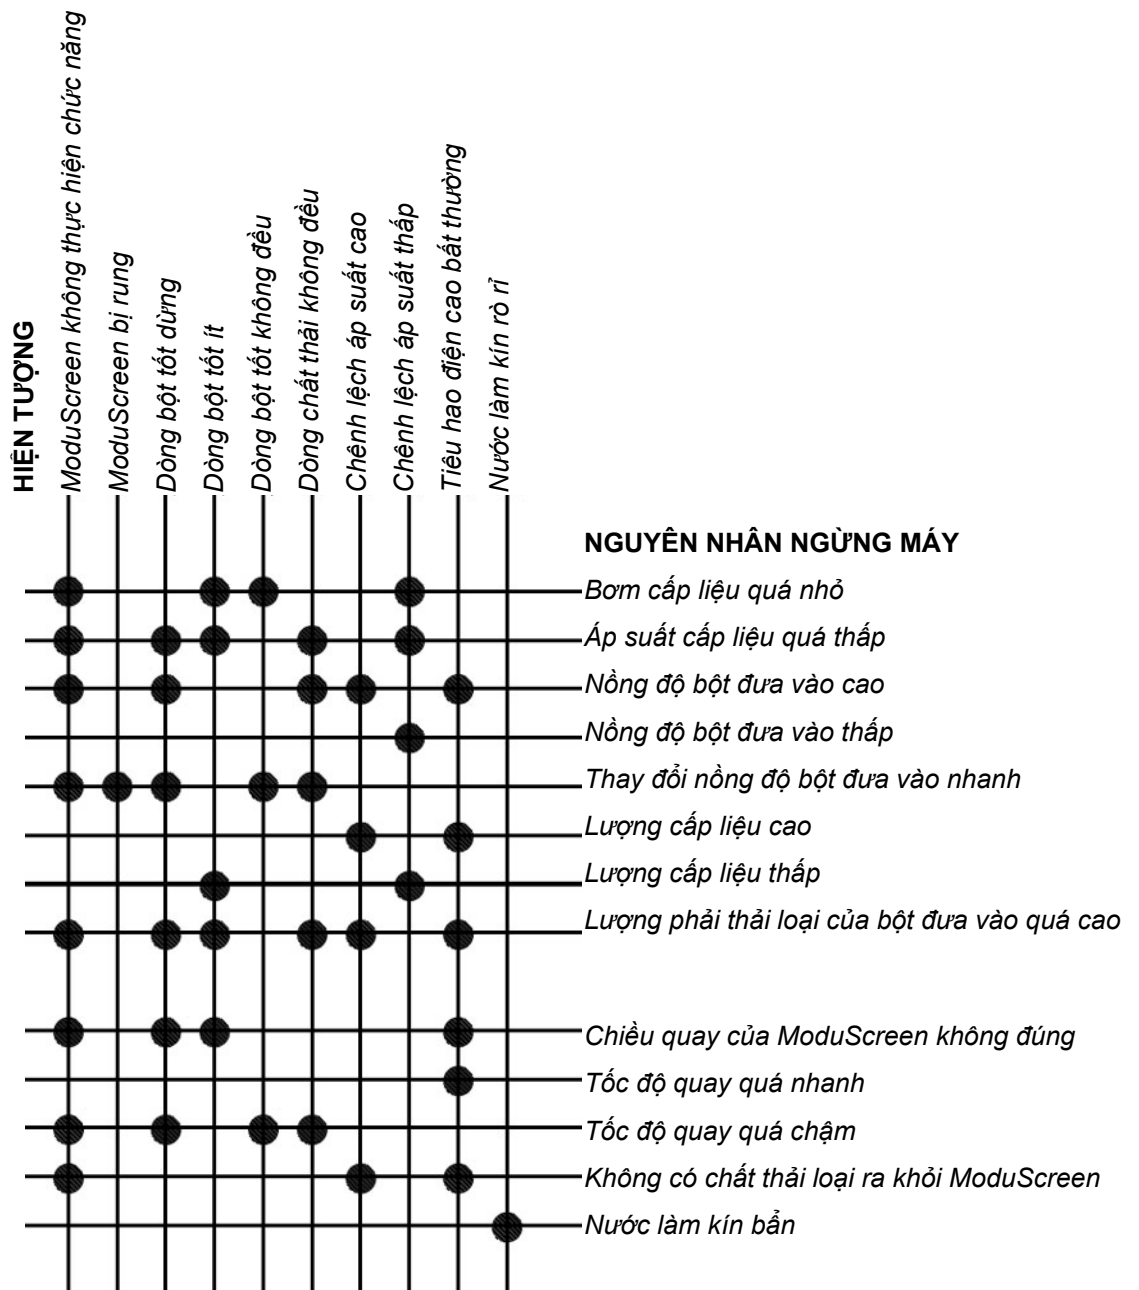 HIỆN TƯỢNG
ModuScreen không thực hiện chức năng
ModuScreen bị rung
Dòng bột tốt dừng
Dòng bột tốt ít
Dòng bột tốt không đều
Dòng chất thải không đều
Chênh lệch áp suất cao
Chênh lệch áp suất thấp
Tiêu hao điện cao bất thường
Nước làm kín rò rỉ
NGUYÊN NHÂN NGỪNG MÁY
Bơm cấp liệu quá nhỏ
Áp suất cấp liệu quá thấp
Nồng độ bột đưa vào cao
Nồng độ bột đưa vào thấp
Thay đổi nồng độ bột đưa vào nhanh
Lượng cấp liệu cao
Lượng cấp liệu thấp
Lượng phải thải loại của bột đưa vào quá cao
Chiều quay của ModuScreen không đúng
Tốc độ quay quá nhanh
Tốc độ quay quá chậm
Không có chất thải loại ra khỏi ModuScreen
Nước làm kín bẩn